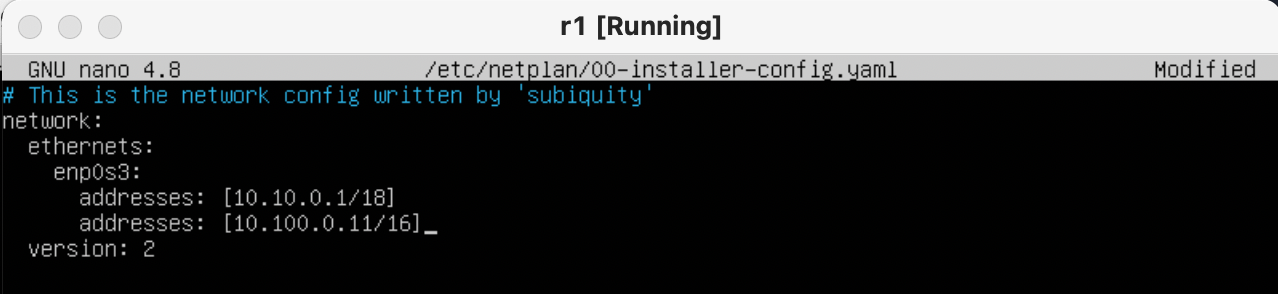 r1 [Running]
GNU nano 4.8 /etc/netplan/00-installer-config.yaml Modified
# This is the network config written by 'subiquity'
network:
  ethernets:
    enp0s3:
      addresses: [10.10.0.1/18]
      addresses: [10.100.0.11/16]_
  version: 2